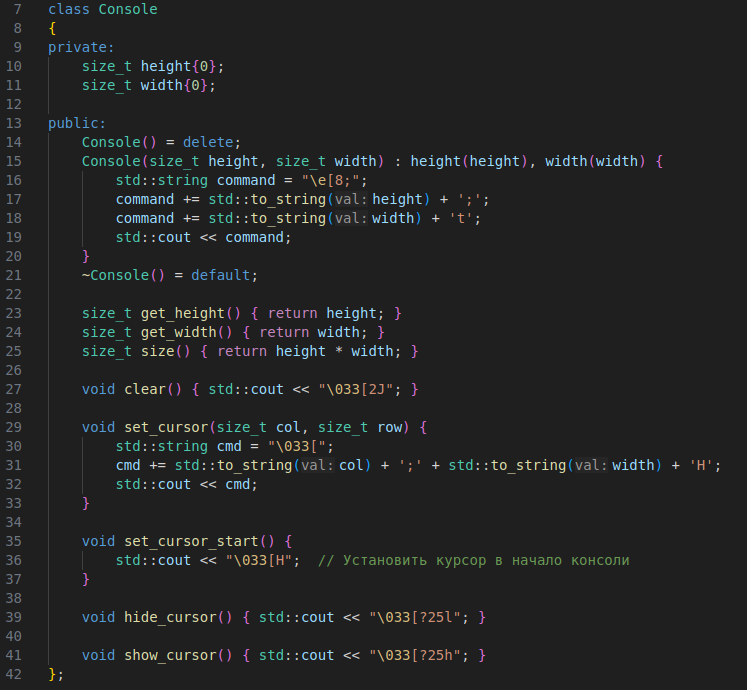 7 class Console
8 {
9 private:
10     size_t height{0};
11     size_t width{0};
12
13 public:
14     Console() = delete;
15     Console(size_t height, size_t width) : height(height), width(width) {
16         std::string command = "\e[8;";
17         command += std::to_string(val: height) + ';';
18         command += std::to_string(val: width) + 't';
19         std::cout << command;
20     }
21     ~Console() = default;
22
23     size_t get_height() { return height; }
24     size_t get_width() { return width; }
25     size_t size() { return height * width; }
26
27     void clear() { std::cout << "\033[2J"; }
28
29     void set_cursor(size_t col, size_t row) {
30         std::string cmd = "\033[";
31         cmd += std::to_string(val: col) + ';' + std::to_string(val: width) + 'H';
32         std::cout << cmd;
33     }
34
35     void set_cursor_start() {
36         std::cout << "\033[H";  // Установить курсор в начало консоли
37     }
38
39     void hide_cursor() { std::cout << "\033[?25l"; }
40
41     void show_cursor() { std::cout << "\033[?25h"; }
42 };